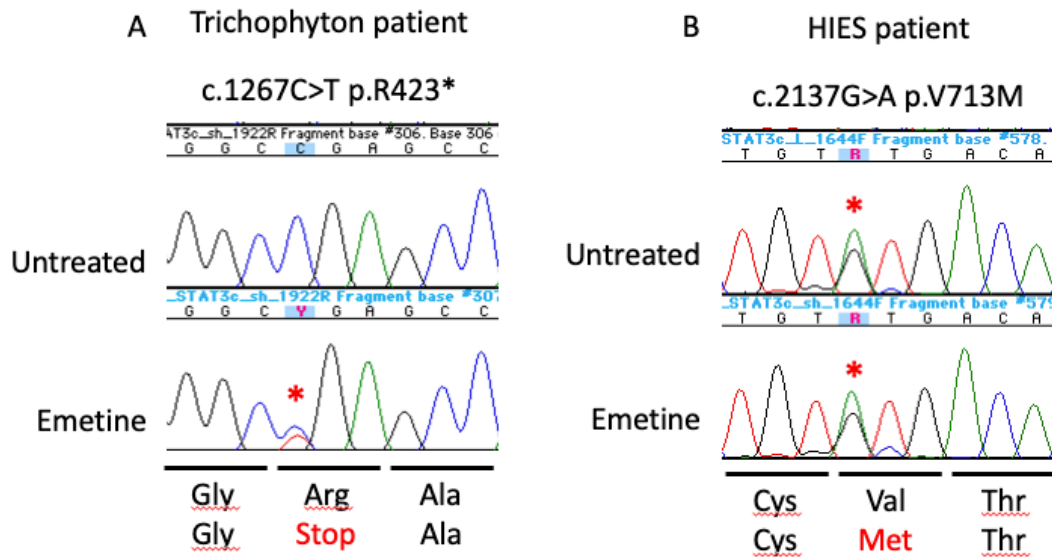 A Trichophyton patient
c.1267C>T p.R423*
AT3c_sh_1922R Fragment base #306. Base 306
G G C C G A G C C
Untreated
*
_STAT3c_sh_1922R Fragment base #307
G G C Y G A G C C
Emetine
Gly Arg Ala
Gly Stop Ala
B HIES patient
c.2137G>A p.V713M
STAT3c_L_1644F Fragment base #578.
T G T R T G A C A
*
Untreated
_STAT3c_sh_1644F Fragment base #579
T G T R T G A C A
*
Emetine
Cys Val Thr
Cys Met Thr